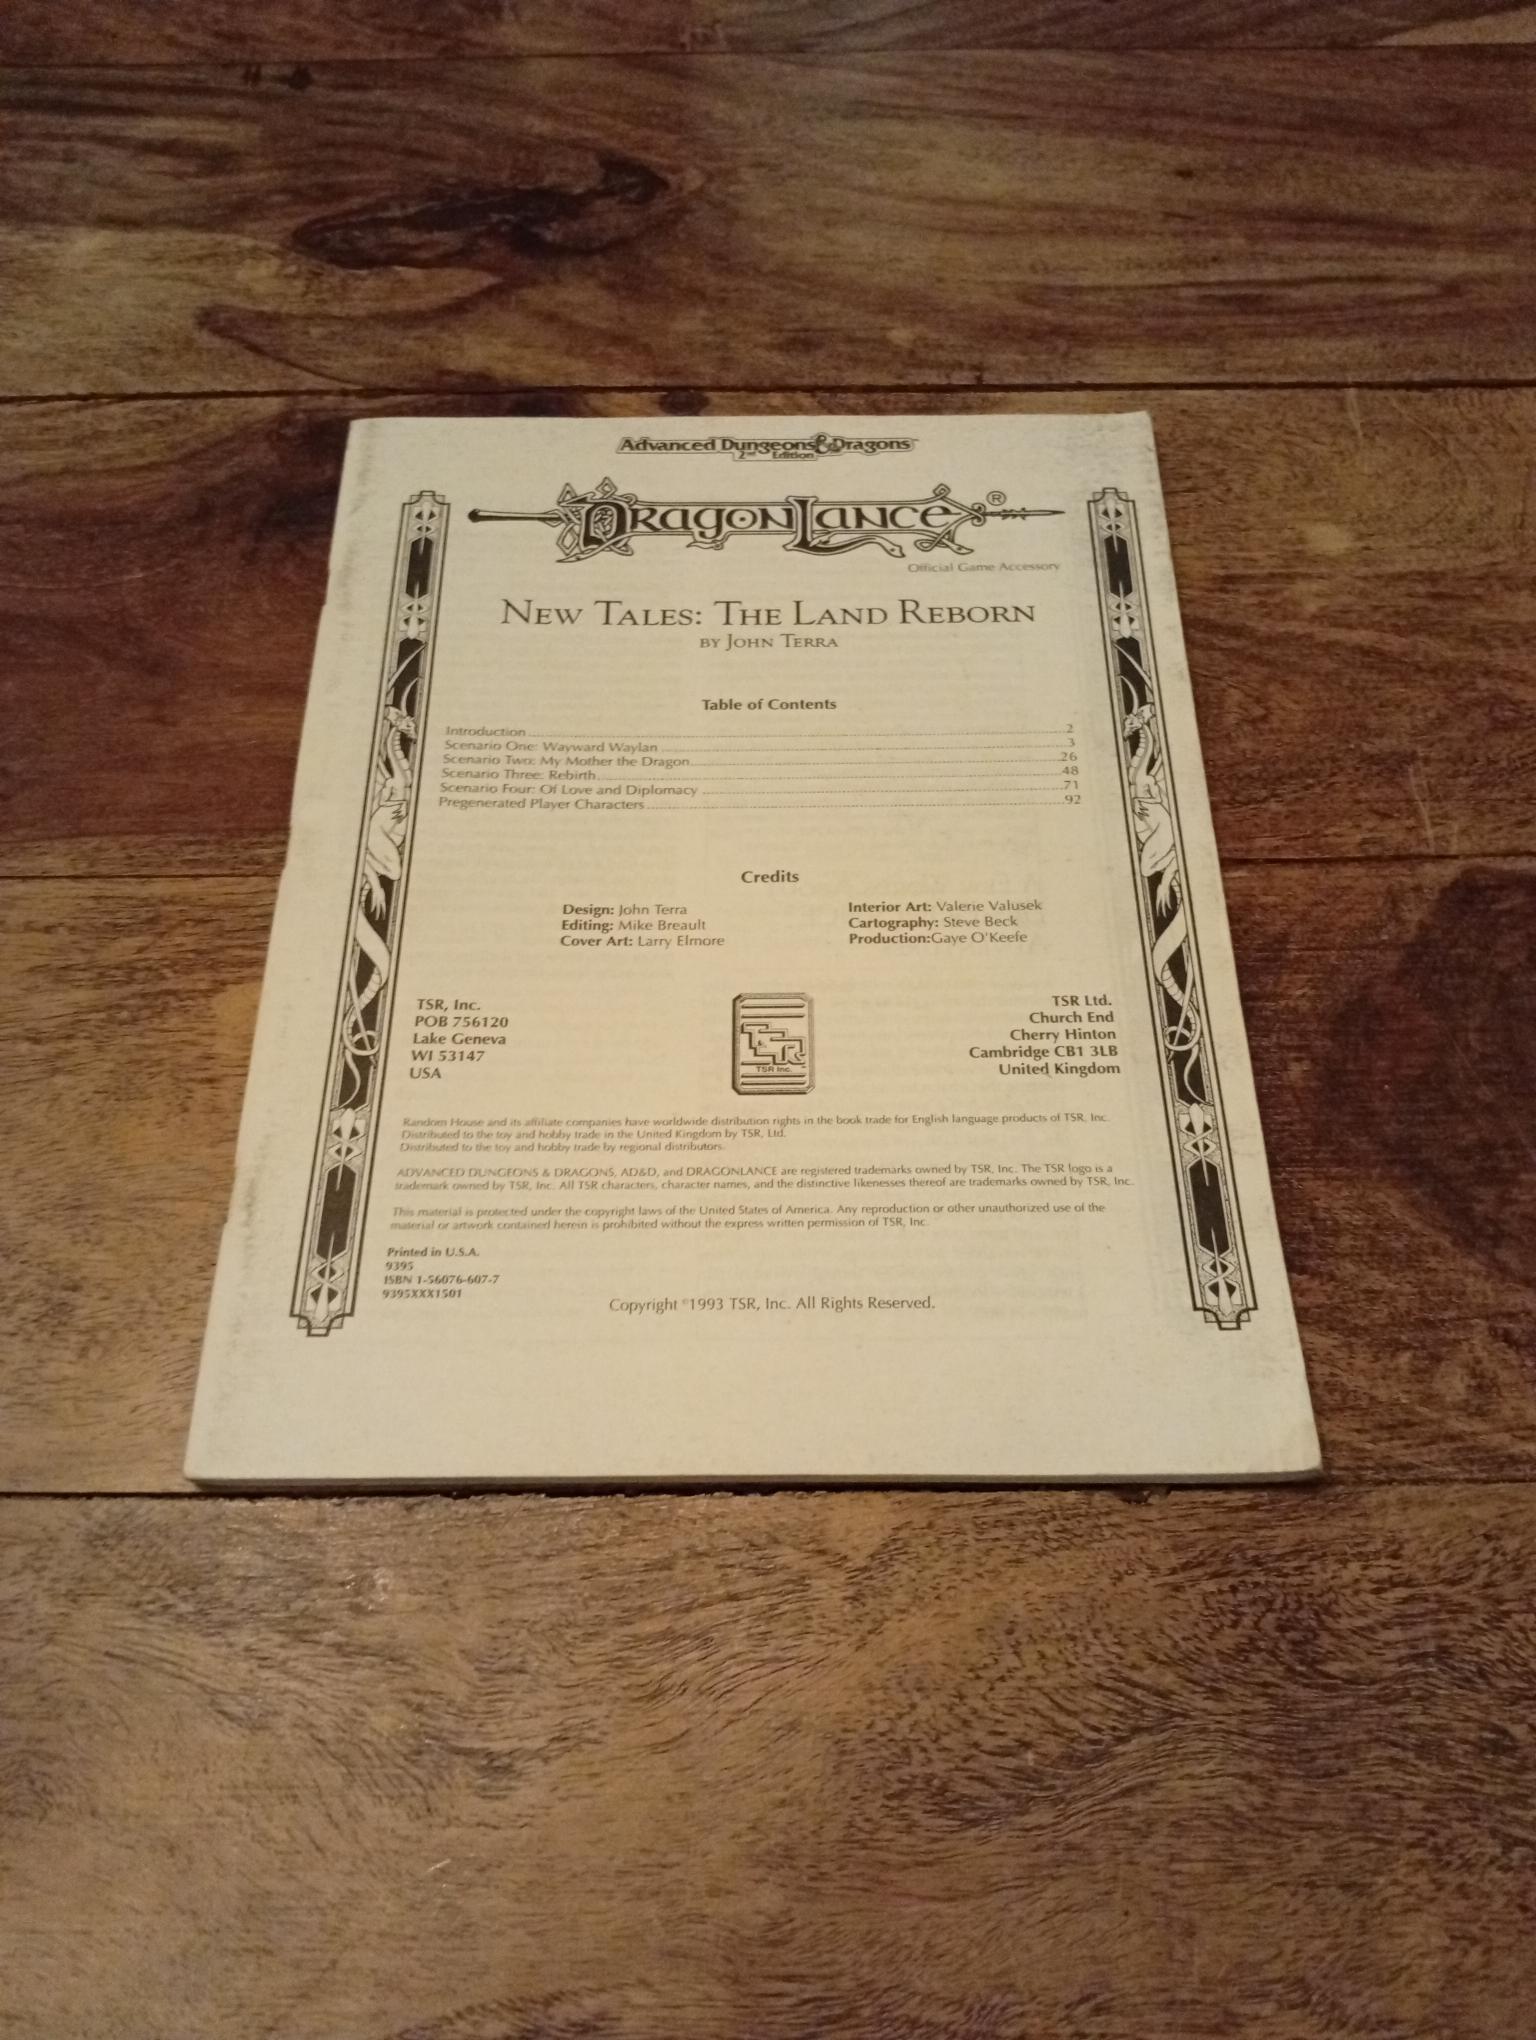 Advanced Dungeons & Dragons
2nd Edition
DRAGONLANCE ®
Official Game Accessory
NEW TALES: THE LAND REBORN
BY JOHN TERRA
Table of Contents
Introduction 2
Scenario One: Wayward Waylan 3
Scenario Two: My Mother the Dragon 26
Scenario Three: Rebirth 48
Scenario Four: Of Love and Diplomacy 71
Pregenerated Player Characters 92
Credits
Design: John Terra
Editing: Mike Breault
Cover Art: Larry Elmore
Interior Art: Valerie Valusek
Cartography: Steve Beck
Production:Gaye O'Keefe
TSR, Inc.
POB 756120
Lake Geneva
WI 53147
USA
TSR
TSR Inc.
TSR Ltd.
Church End
Cherry Hinton
Cambridge CB1 3LB
United Kingdom
Random House and its affiliate companies have worldwide distribution rights in the book trade for English language products of TSR, Inc.
Distributed to the toy and hobby trade in the United Kingdom by TSR, Ltd.
Distributed to the toy and hobby trade by regional distributors.
ADVANCED DUNGEONS & DRAGONS, AD&D, and DRAGONLANCE are registered trademarks owned by TSR, Inc. The TSR logo is a
trademark owned by TSR, Inc. All TSR characters, character names, and the distinctive likenesses thereof are trademarks owned by TSR, Inc.
This material is protected under the copyright laws of the United States of America. Any reproduction or other unauthorized use of the
material or artwork contained herein is prohibited without the express written permission of TSR, Inc.
Printed in U.S.A.
9395
ISBN 1-56076-607-7
9395XXX1501
Copyright ©1993 TSR, Inc. All Rights Reserved.